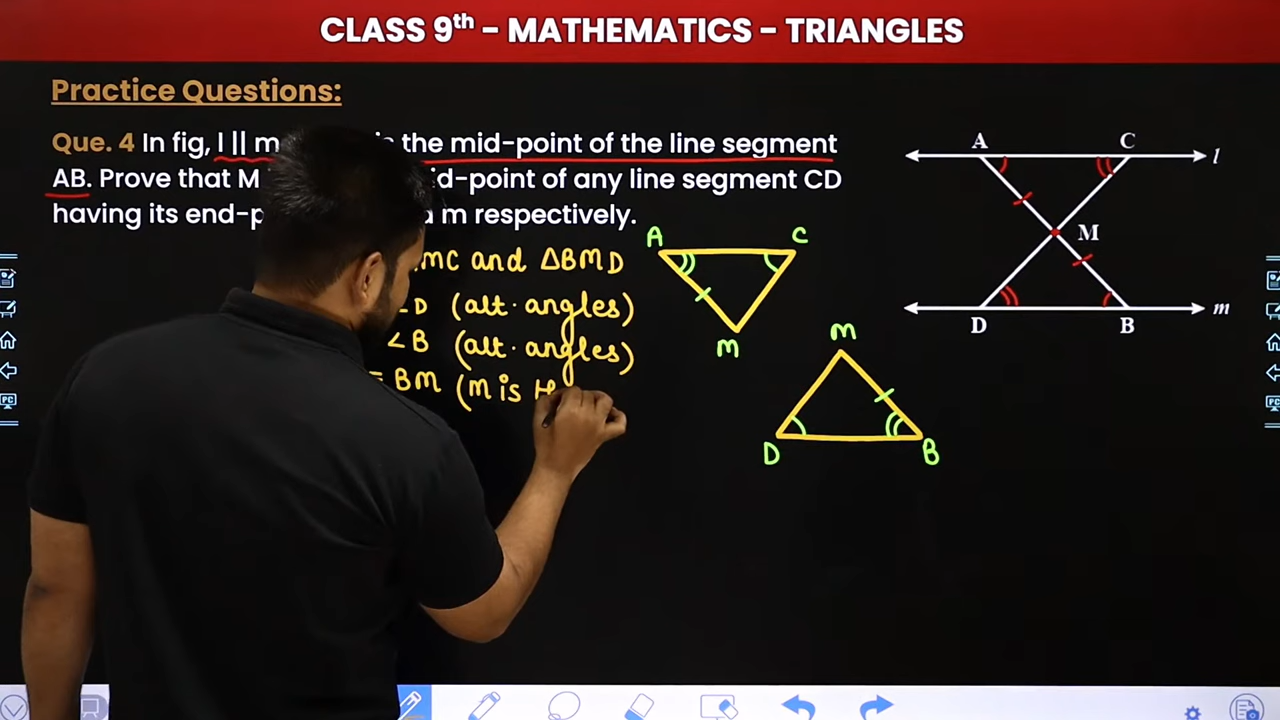 CLASS 9th - MATHEMATICS - TRIANGLES
Practice Questions:
Que. 4 In fig, l || m the mid-point of the line segment
AB. Prove that M id-point of any line segment CD
having its end-p m respectively.
MC and ΔBMD
∠D (alt. angles)
∠B (alt. angles)
= BM (M is
A C
M
M
D B
A C l
M
D B m
PC
PC